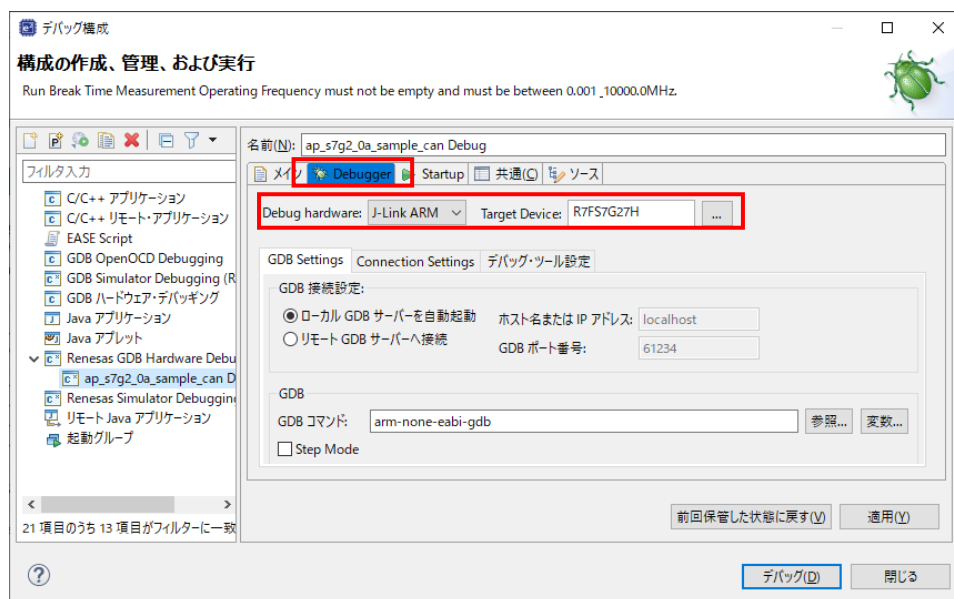 デバッグ構成
構成の作成、管理、および実行
Run Break Time Measurement Operating Frequency must not be empty and must be between 0.001_10000.0MHz.
フィルタ入力
C/C++ アプリケーション
C/C++ リモート・アプリケーション
EASE Script
GDB OpenOCD Debugging
GDB Simulator Debugging (R
GDB ハードウェア・デバッギング
Java アプリケーション
Java アプレット
Renesas GDB Hardware Debu
ap_s7g2_0a_sample_can D
Renesas Simulator Debugging
リモート Java アプリケーション
起動グループ
21 項目のうち 13 項目がフィルターに一致
名前(N): ap_s7g2_0a_sample_can Debug
メイン Debugger Startup 共通(C) ソース
Debug hardware: J-Link ARM Target Device: R7FS7G27H ...
GDB Settings Connection Settings デバッグ・ツール設定
GDB 接続設定:
ローカル GDB サーバーを自動起動 ホスト名または IP アドレス: localhost
リモート GDB サーバーへ接続 GDB ポート番号: 61234
GDB
GDB コマンド: arm-none-eabi-gdb 参照... 変数...
Step Mode
前回保管した状態に戻す(V) 適用(Y)
デバッグ(D) 閉じる